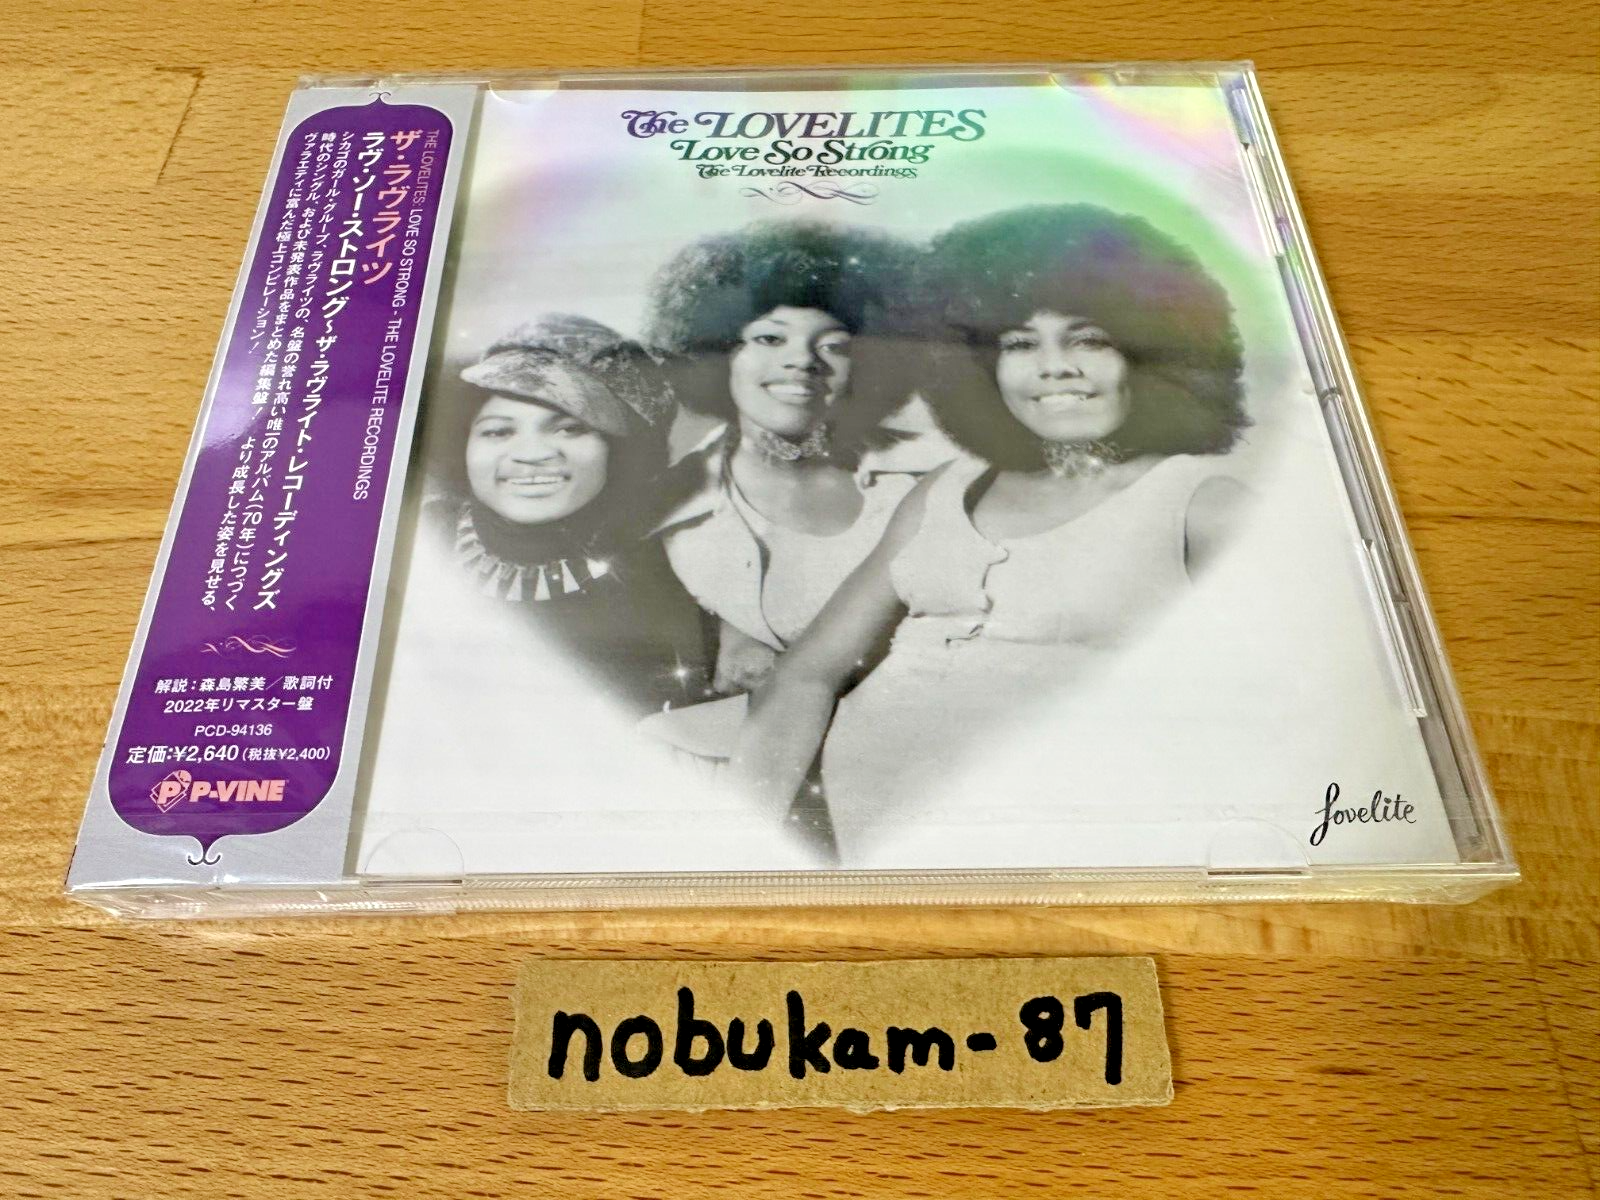 THE LOVELITES: LOVE SO STRONG - THE LOVELITE RECORDINGS
ザ・ラヴライツ
ラヴ・ソー・ストロング〜ザ・ラヴライト・レコーディングズ
シカゴのガール・グループ、ラヴライツの、名盤の誉れ高い唯一のアルバム(70年)につづく
時代のシングル、および未発表作品をまとめた編集盤! より成長した姿を見せる、
ヴァラエティに富んだ極上コンピレーション!
解説:森島繁美/歌詞付
2022年リマスター盤
PCD-94136
定価:¥2,640(税抜¥2,400)
P P-VINE
The LOVELITES
Love So Strong
The Lovelite Recordings
Lovelite
nobukam-87